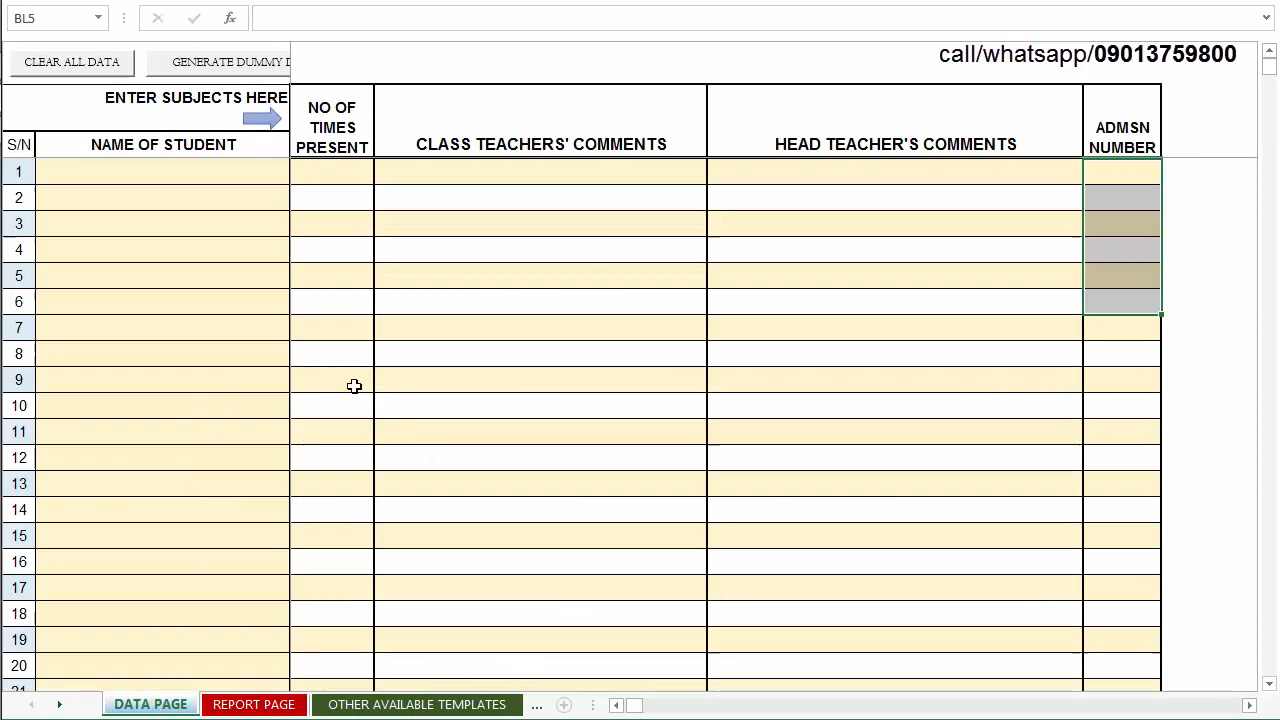 BL5
fx
call/whatsapp/09013759800
CLEAR ALL DATA
GENERATE DUMMY D
ENTER SUBJECTS HERE
S/N
NAME OF STUDENT
NO OF
TIMES
PRESENT
CLASS TEACHERS' COMMENTS
HEAD TEACHER'S COMMENTS
ADMSN
NUMBER
1
2
3
4
5
6
7
8
9
10
11
12
13
14
15
16
17
18
19
20
21
DATA PAGE
REPORT PAGE
OTHER AVAILABLE TEMPLATES
...